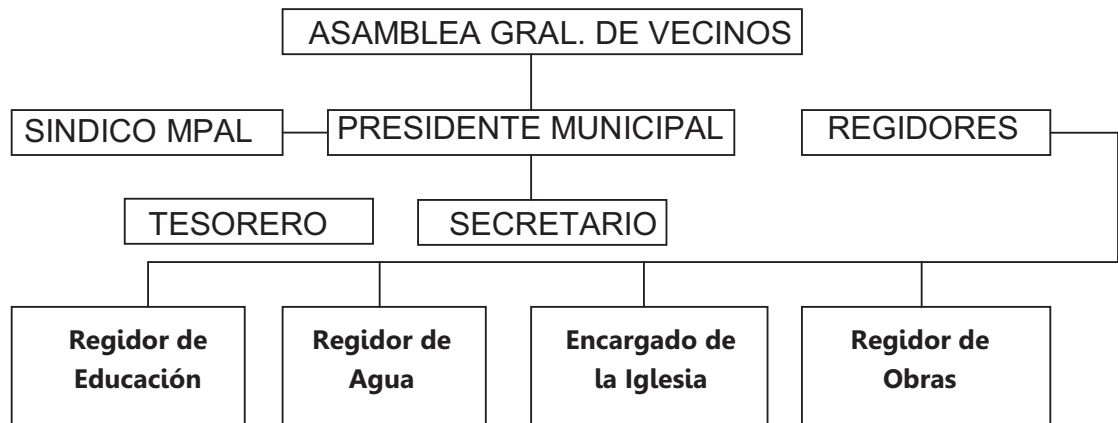 ASAMBLEA GRAL. DE VECINOS
SINDICO MPAL
PRESIDENTE MUNICIPAL
REGIDORES
TESORERO
SECRETARIO
Regidor de
Educación
Regidor de
Agua
Encargado de
la Iglesia
Regidor de
Obras